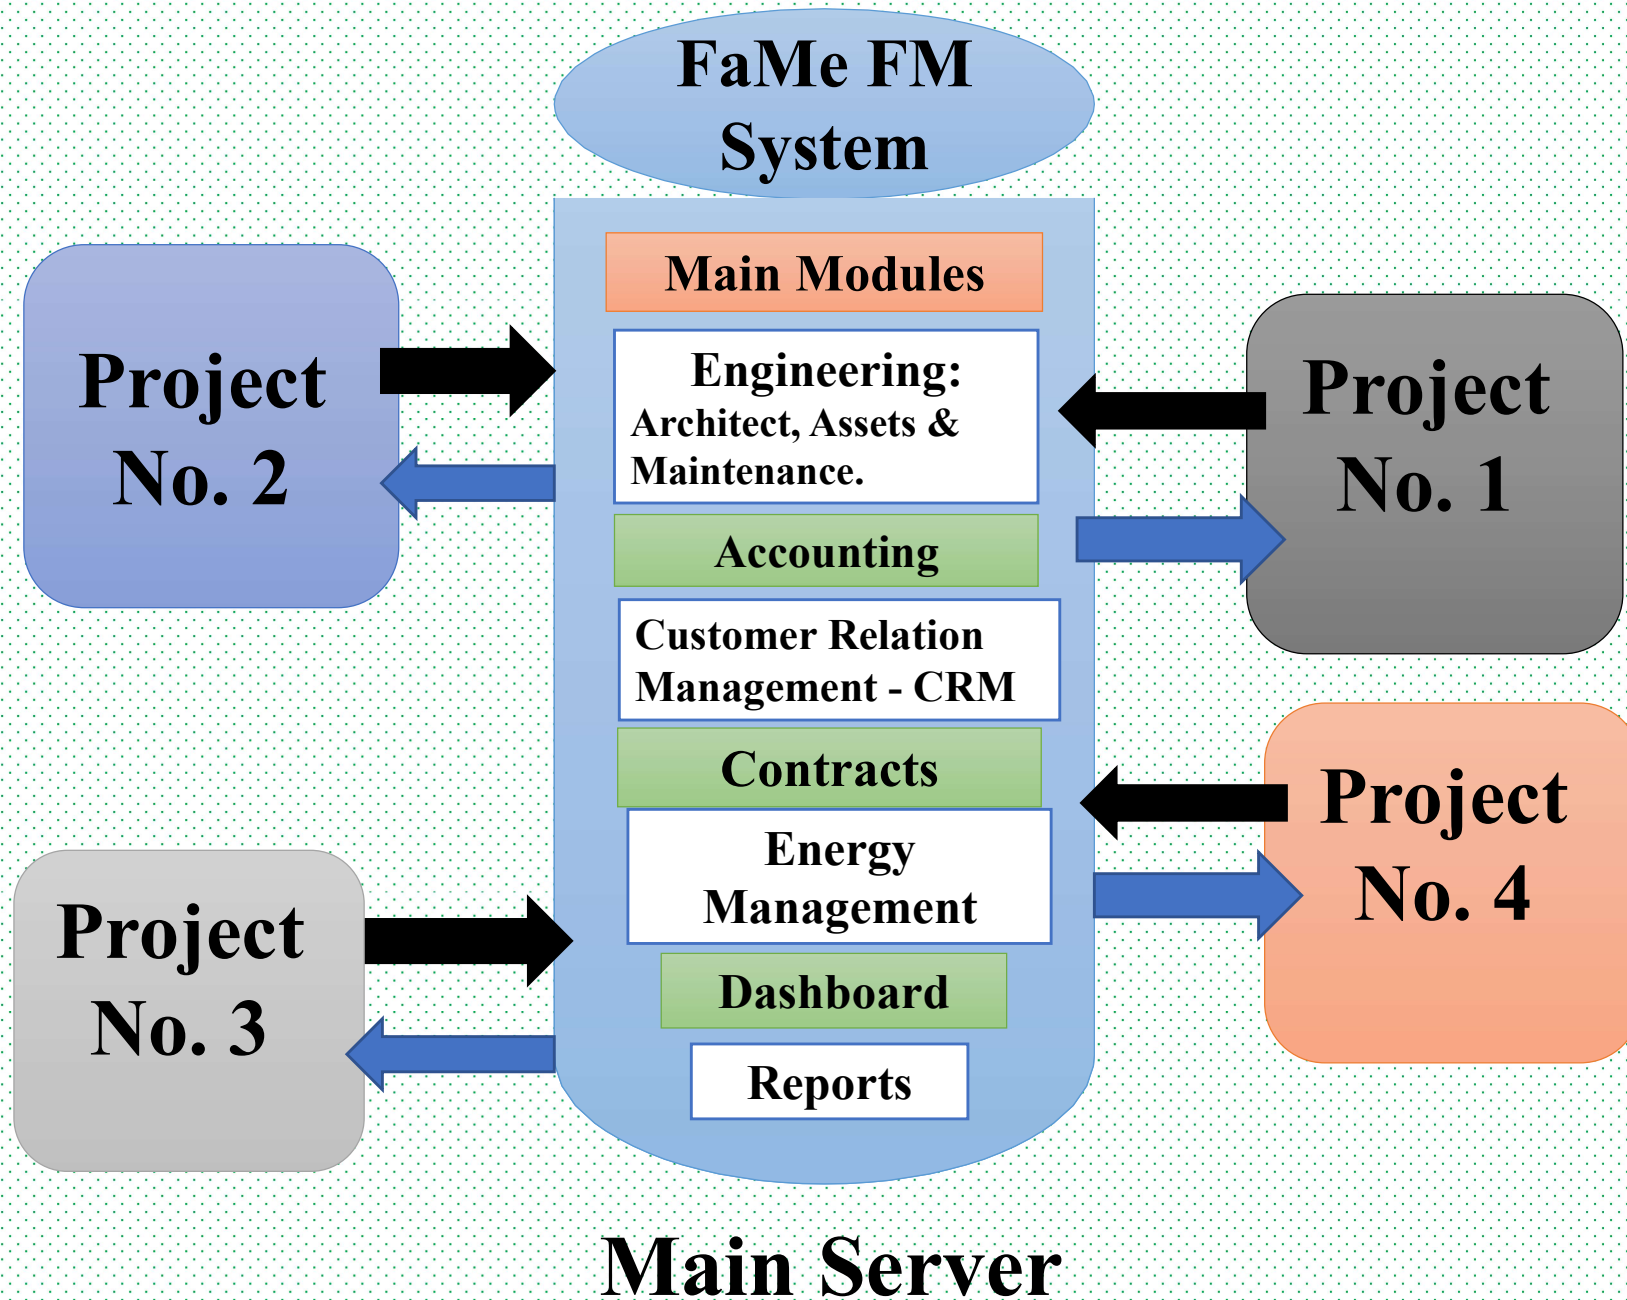 FaMe FM
System
Main Modules
Engineering:
Architect, Assets &
Maintenance.
Accounting
Customer Relation
Management - CRM
Contracts
Energy
Management
Dashboard
Reports
Project
No. 2
Project
No. 1
Project
No. 3
Project
No. 4
Main Server